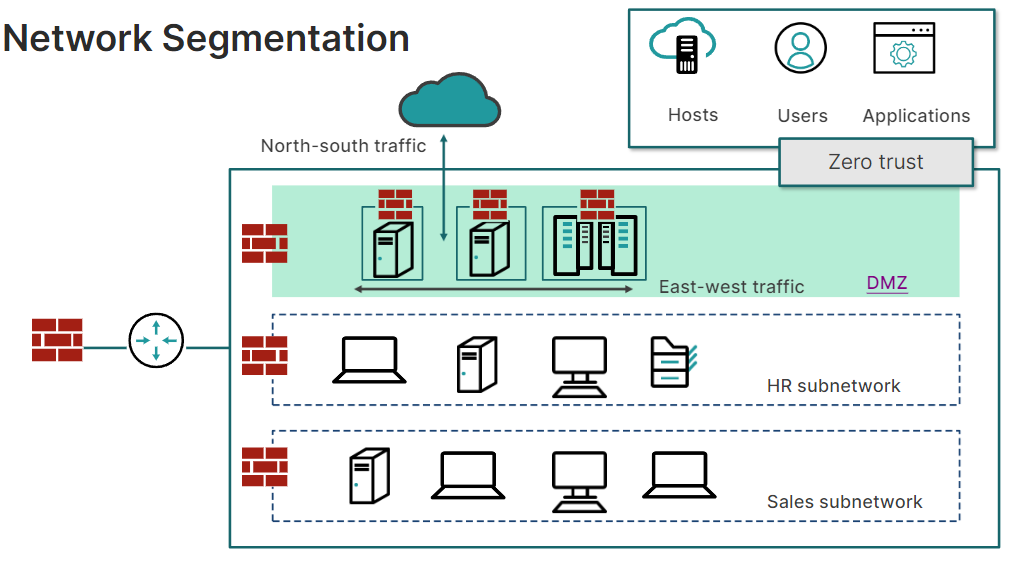 Network Segmentation
Hosts
Users
Applications
Zero trust
North-south traffic
East-west traffic
DMZ
HR subnetwork
Sales subnetwork